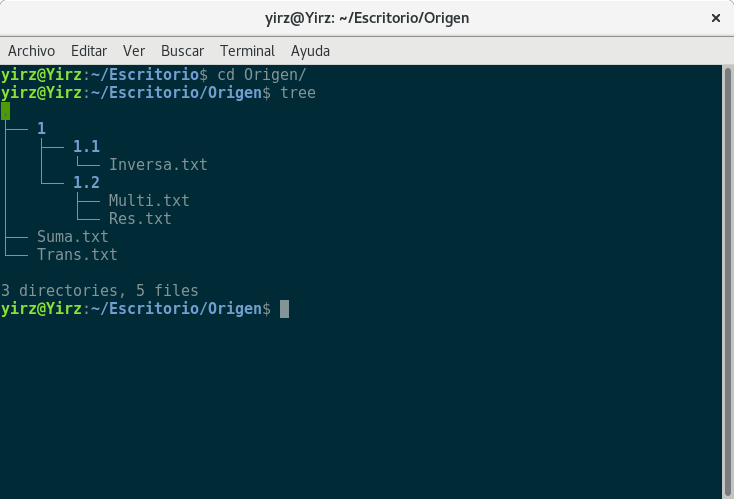 yirz@Yirz: ~/Escritorio/Origen
Archivo Editar Ver Buscar Terminal Ayuda
yirz@Yirz:~/Escritorio$ cd Origen/
yirz@Yirz:~/Escritorio/Origen$ tree
.
├── 1
│   ├── 1.1
│   │   └── Inversa.txt
│   └── 1.2
│       ├── Multi.txt
│       └── Res.txt
├── Suma.txt
└── Trans.txt
3 directories, 5 files
yirz@Yirz:~/Escritorio/Origen$